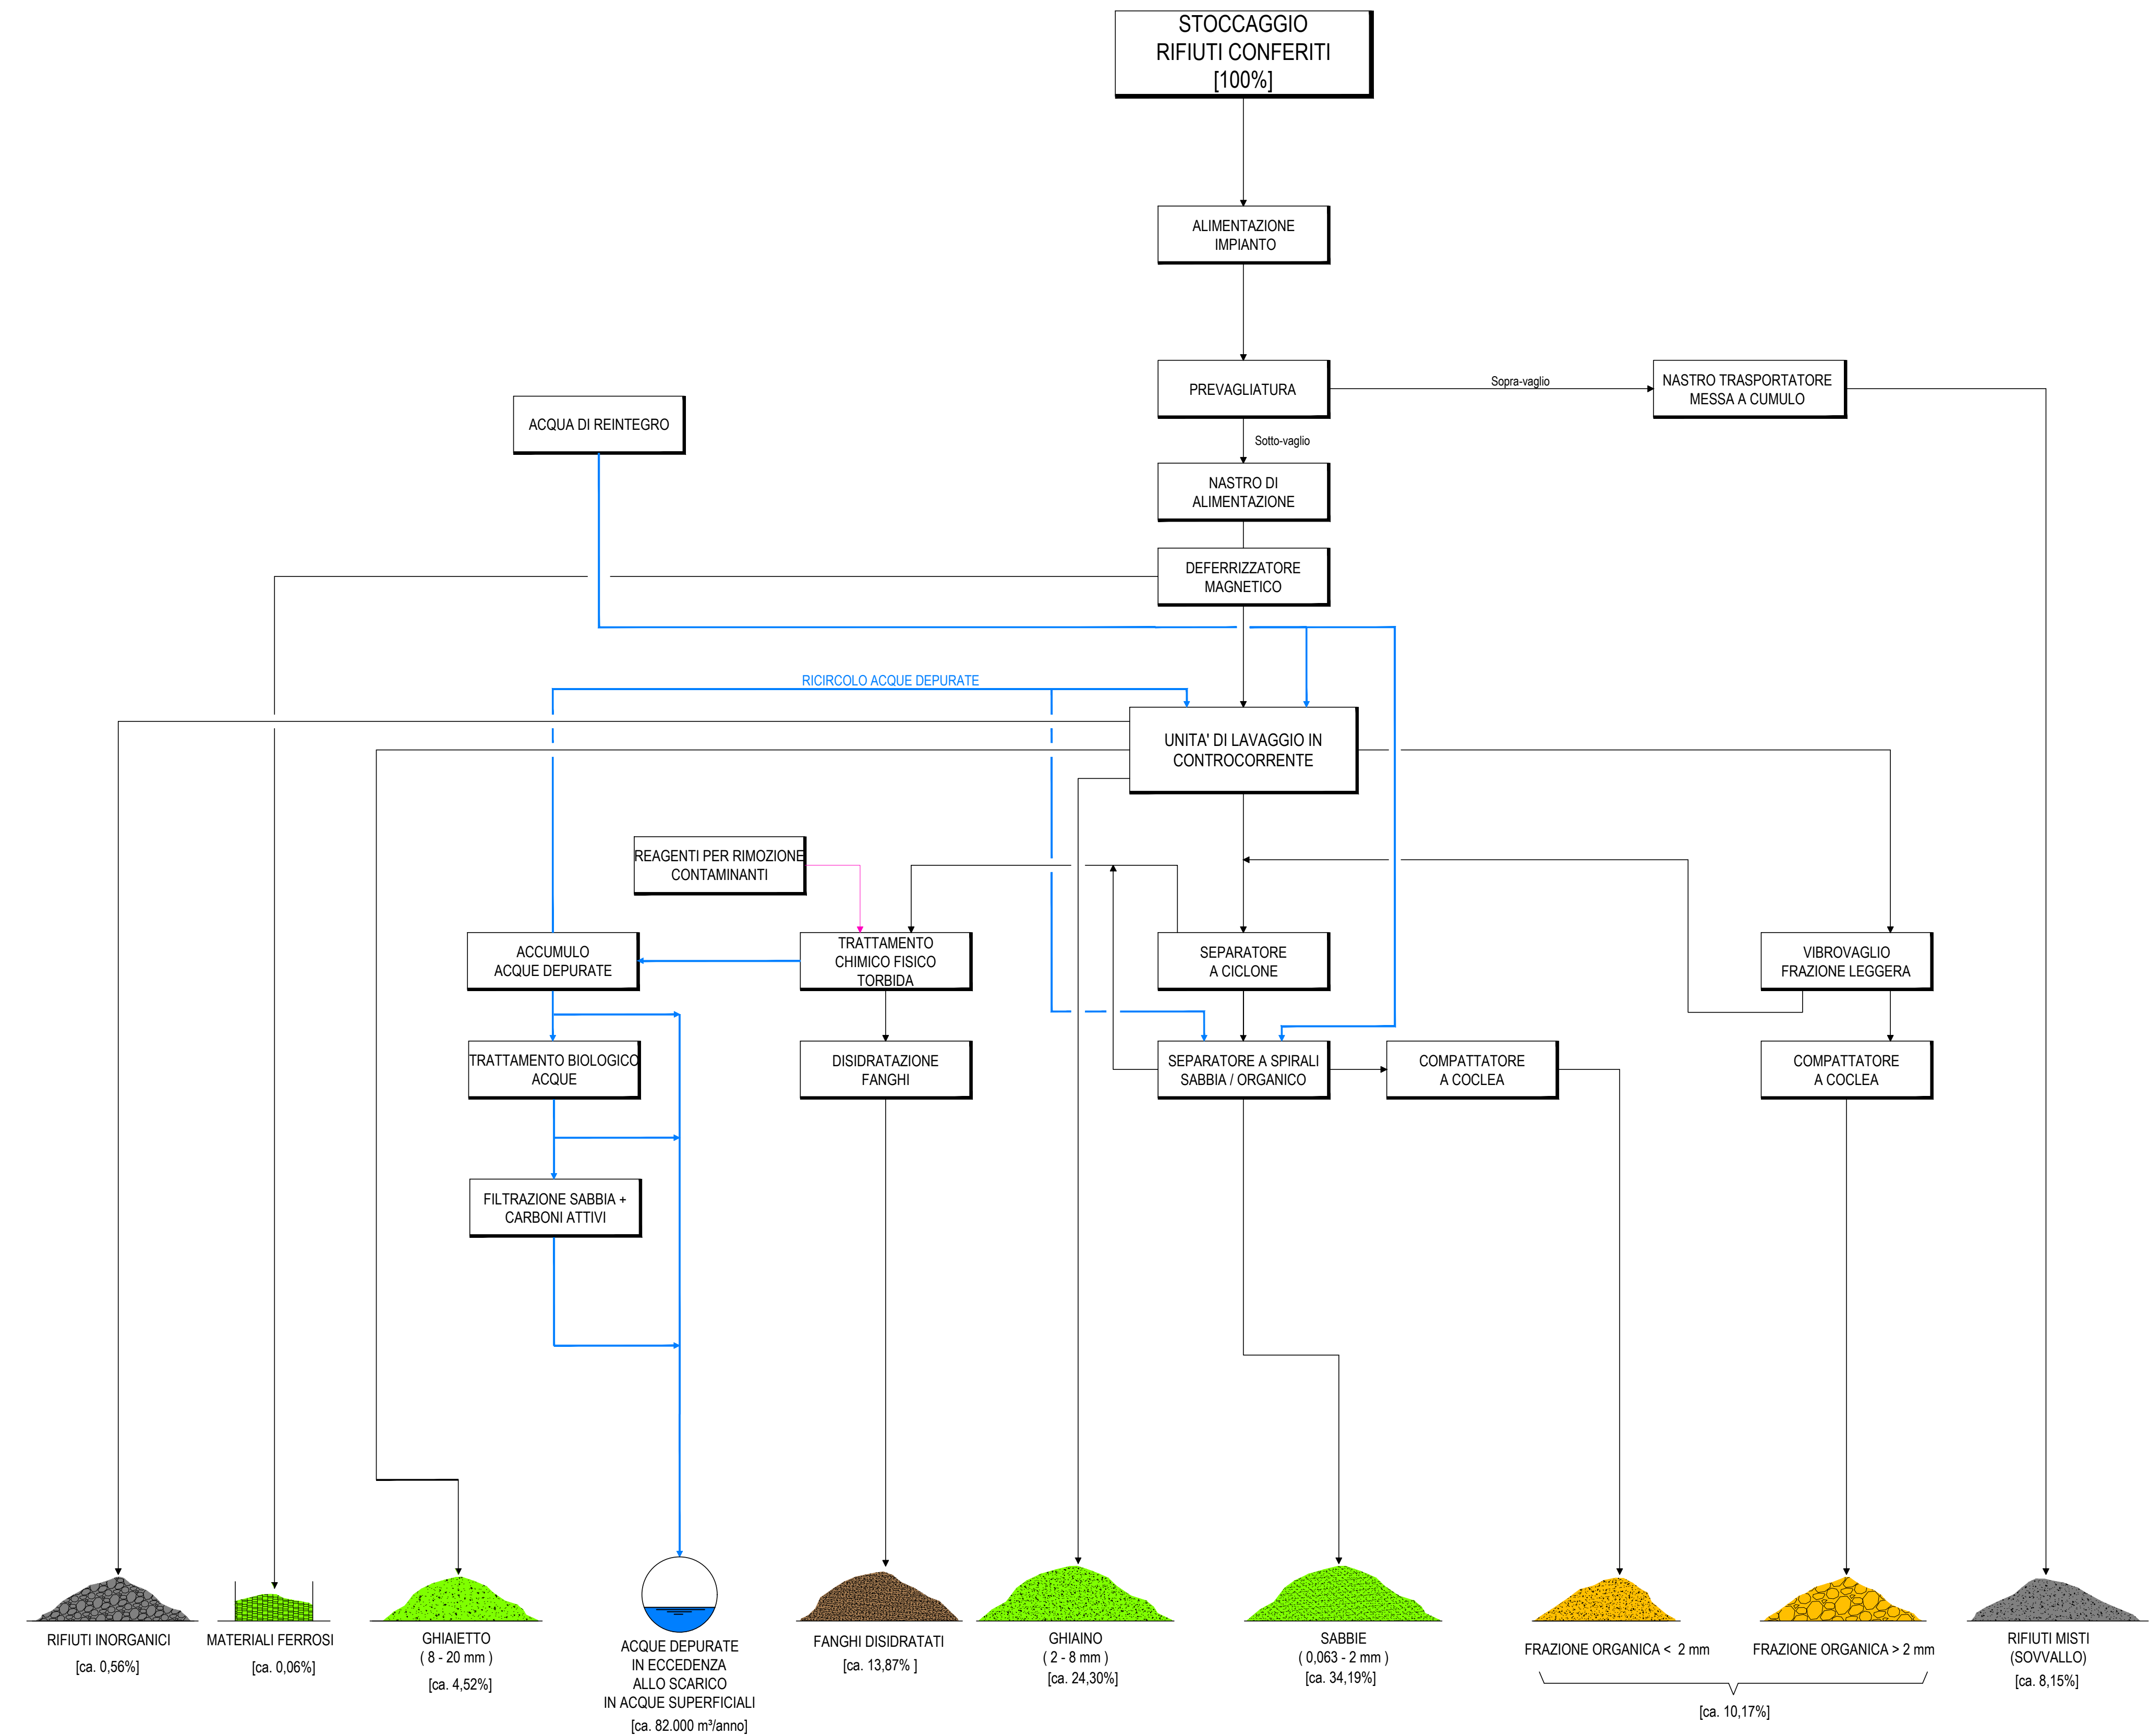 STOCCAGGIO
RIFIUTI CONFERITI
[100%]
ALIMENTAZIONE
IMPIANTO
PREVAGLIATURA
Sopra-vaglio
NASTRO TRASPORTATORE
MESSA A CUMULO
ACQUA DI REINTEGRO
Sotto-vaglio
NASTRO DI
ALIMENTAZIONE
DEFERRIZZATORE
MAGNETICO
RICIRCOLO ACQUE DEPURATE
UNITA' DI LAVAGGIO IN
CONTROCORRENTE
REAGENTI PER RIMOZIONE
CONTAMINANTI
ACCUMULO
ACQUE DEPURATE
TRATTAMENTO
CHIMICO FISICO
TORBIDA
SEPARATORE
A CICLONE
VIBROVAGLIO
FRAZIONE LEGGERA
TRATTAMENTO BIOLOGICO
ACQUE
DISIDRATAZIONE
FANGHI
SEPARATORE A SPIRALI
SABBIA / ORGANICO
COMPATTATORE
A COCLEA
COMPATTATORE
A COCLEA
FILTRAZIONE SABBIA +
CARBONI ATTIVI
RIFIUTI INORGANICI
[ca. 0,56%]
MATERIALI FERROSI
[ca. 0,06%]
GHIAIETTO
( 8 - 20 mm )
[ca. 4,52%]
ACQUE DEPURATE
IN ECCEDENZA
ALLO SCARICO
IN ACQUE SUPERFICIALI
[ca. 82.000 m³/anno]
FANGHI DISIDRATATI
[ca. 13,87% ]
GHIAINO
( 2 - 8 mm )
[ca. 24,30%]
SABBIE
( 0,063 - 2 mm )
[ca. 34,19%]
FRAZIONE ORGANICA < 2 mm
FRAZIONE ORGANICA > 2 mm
[ca. 10,17%]
RIFIUTI MISTI
(SOVVALLO)
[ca. 8,15%]